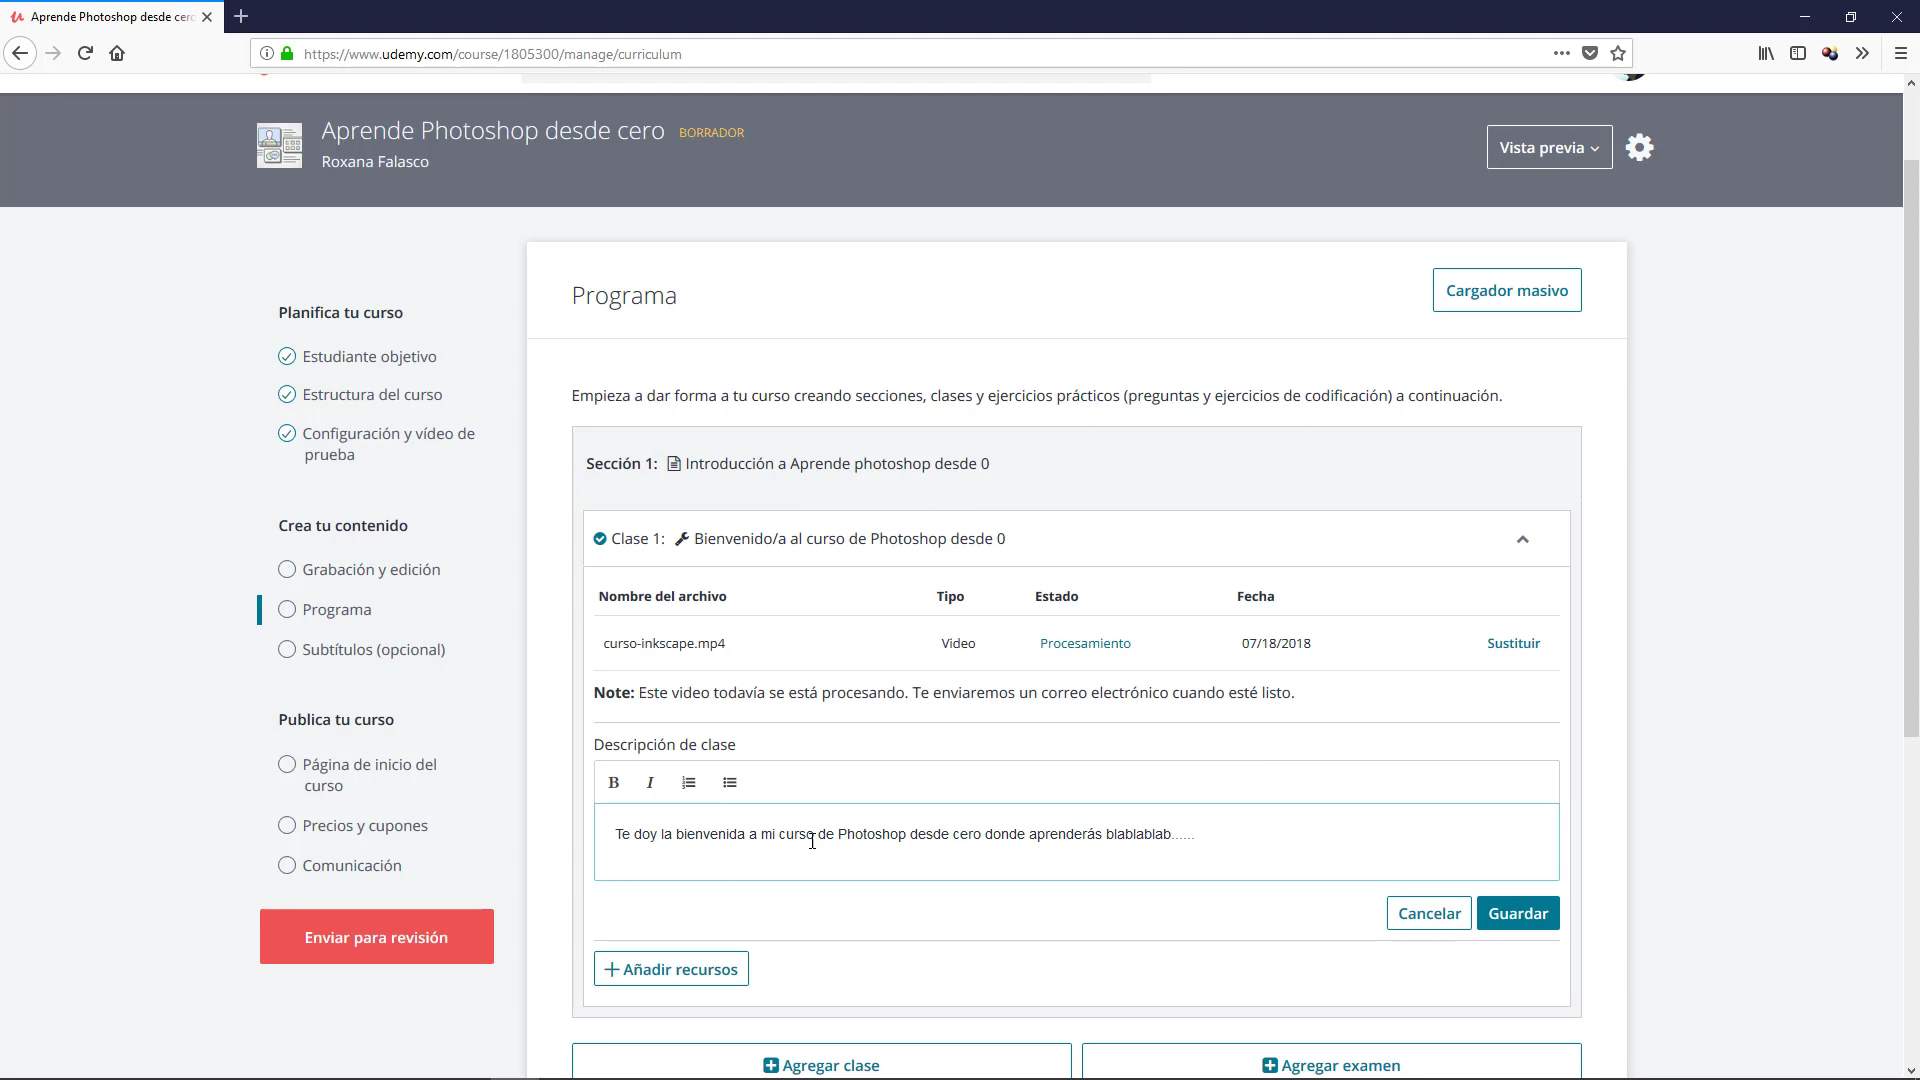 Aprende Photoshop desde cero
https://www.udemy.com/course/1805300/manage/curriculum
Aprende Photoshop desde cero BORRADOR
Roxana Falasco
Vista previa
Programa
Cargador masivo
Planifica tu curso
Estudiante objetivo
Estructura del curso
Configuración y vídeo de
prueba
Empieza a dar forma a tu curso creando secciones, clases y ejercicios prácticos (preguntas y ejercicios de codificación) a continuación.
Sección 1: Introducción a Aprende photoshop desde 0
Crea tu contenido
Clase 1: Bienvenido/a al curso de Photoshop desde 0
Grabación y edición
Programa
Subtítulos (opcional)
Nombre del archivo Tipo Estado Fecha
curso-inkscape.mp4 Video Procesamiento 07/18/2018 Sustituir
Note: Este video todavía se está procesando. Te enviaremos un correo electrónico cuando esté listo.
Publica tu curso
Página de inicio del
curso
Precios y cupones
Comunicación
Enviar para revisión
Descripción de clase
B I
Te doy la bienvenida a mi curso de Photoshop desde cero donde aprenderás blablablab......
Cancelar Guardar
Añadir recursos
Agregar clase Agregar examen